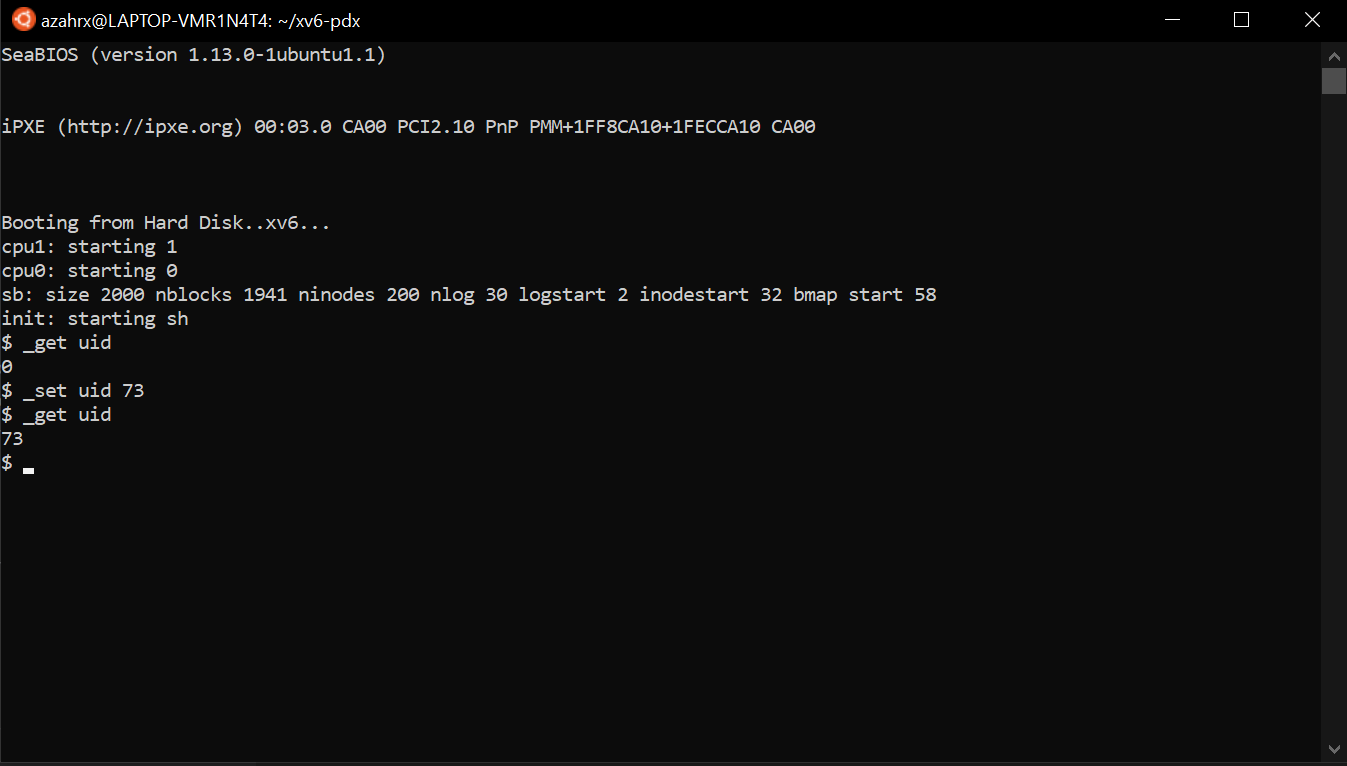 azahrx@LAPTOP-VMR1N4T4: ~/xv6-pdx
SeaBIOS (version 1.13.0-1ubuntu1.1)
iPXE (http://ipxe.org) 00:03.0 CA00 PCI2.10 PnP PMM+1FF8CA10+1FECCA10 CA00
Booting from Hard Disk..xv6...
cpu1: starting 1
cpu0: starting 0
sb: size 2000 nblocks 1941 ninodes 200 nlog 30 logstart 2 inodestart 32 bmap start 58
init: starting sh
$ _get uid
0
$ _set uid 73
$ _get uid
73
$